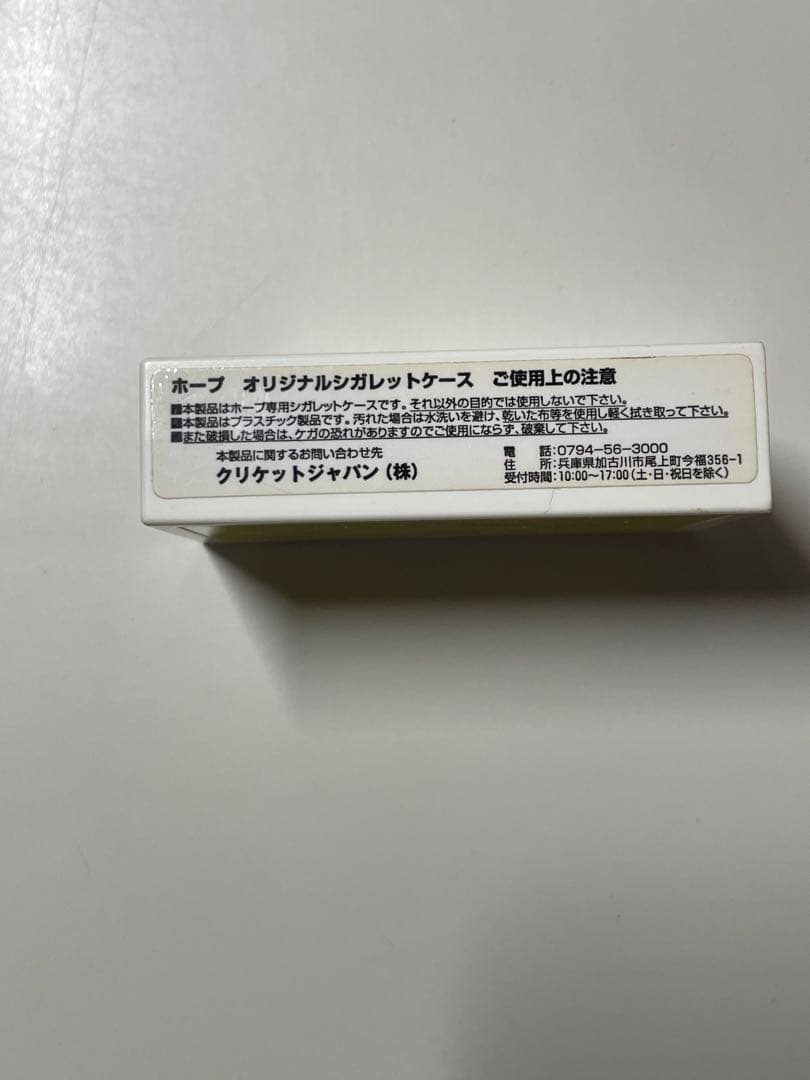 ホープ　オリジナルシガレットケース　ご使用上の注意
■本製品はホープ専用シガレットケースです。それ以外の目的では使用しないで下さい。
■本製品はプラスチック製品です。汚れた場合は水洗いを避け、乾いた布等を使用し軽く拭き取って下さい。
■また破損した場合は、ケガの恐れがありますのでご使用にならず、破棄して下さい。
本製品に関するお問い合わせ先
クリケットジャパン(株)
電　話:0794-56-3000
住　所:兵庫県加古川市尾上町今福356-1
受付時間:10:00〜17:00(土・日・祝日を除く)